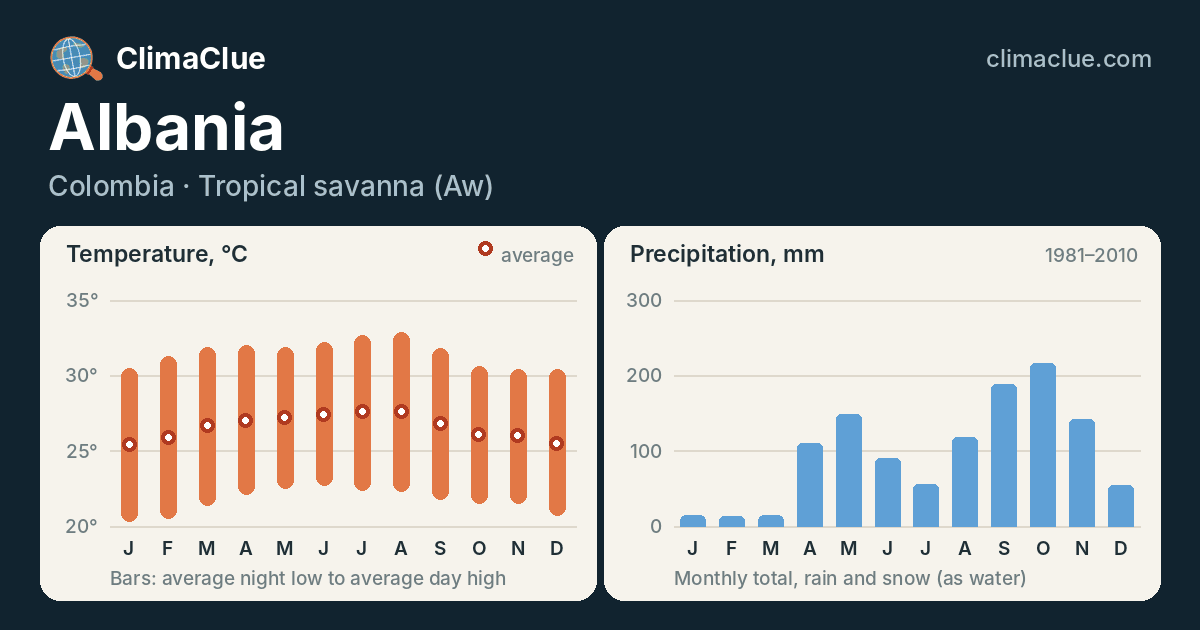 ClimaClue
climaclue.com
Albania
Colombia · Tropical savanna (Aw)
Temperature, °C
average
35°
30°
25°
20°
J F M A M J J A S O N D
Bars: average night low to average day high
Precipitation, mm
1981–2010
300
200
100
0
J F M A M J J A S O N D
Monthly total, rain and snow (as water)